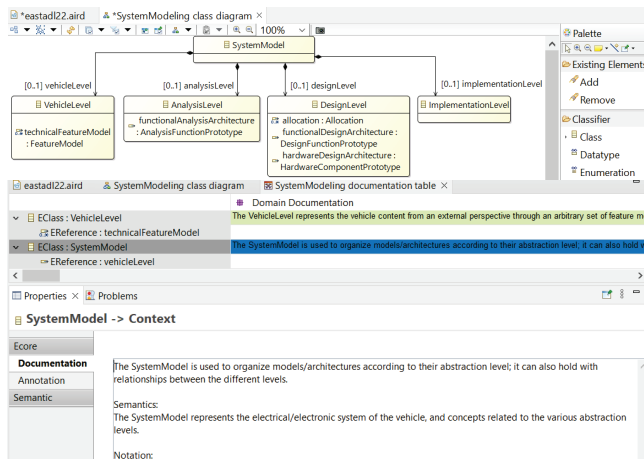 *eastadl22.aird *SystemModeling class diagram
100%
Palette
SystemModel
Existing Elements
Add
Remove
[0..1] vehicleLevel [0..1] analysisLevel [0..1] designLevel [0..1] implementationLevel
VehicleLevel AnalysisLevel DesignLevel ImplementationLevel
Classifier
technicalFeatureModel
: FeatureModel
functionalAnalysisArchitecture
: AnalysisFunctionPrototype
allocation : Allocation
functionalDesignArchitecture :
DesignFunctionPrototype
hardwareDesignArchitecture :
HardwareComponentPrototype
Class
Datatype
Enumeration
eastadl22.aird SystemModeling class diagram SystemModeling documentation table
Domain Documentation
EClass : VehicleLevel The VehicleLevel represents the vehicle content from an external perspective through an arbitrary set of feature m
EReference : technicalFeatureModel
EClass : SystemModel The SystemModel is used to organize models/architectures according to their abstraction level; it can also hold w
EReference : vehicleLevel
Properties Problems
SystemModel -> Context
Ecore
Documentation
Annotation
Semantic
The SystemModel is used to organize models/architectures according to their abstraction level; it can also hold with
relationships between the different levels.
Semantics:
The SystemModel represents the electrical/electronic system of the vehicle, and concepts related to the various abstraction
levels.
Notation: